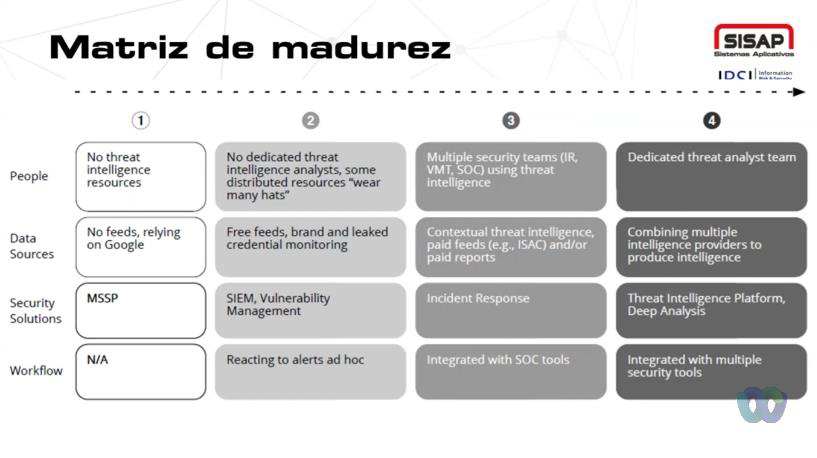 Matriz de madurez
SISAP
Sistemas Aplicativos
Information
1
2
3
4
People
No threat
intelligence
resources
No dedicated threat
intelligence analysts, some
distributed resources “wear
many hats”
Multiple security teams (IR,
VMT, SOC) using threat
intelligence
Dedicated threat analyst team
Data
Sources
No feeds, relying
on Google
Free feeds, brand and leaked
credential monitoring
Contextual threat intelligence,
paid feeds (e.g., ISAC) and/or
paid reports
Combining multiple
intelligence providers to
produce intelligence
Security
Solutions
MSSP
SIEM, Vulnerability
Management
Incident Response
Threat Intelligence Platform,
Deep Analysis
Workflow
N/A
Reacting to alerts ad hoc
Integrated with SOC tools
Integrated with multiple
security tools